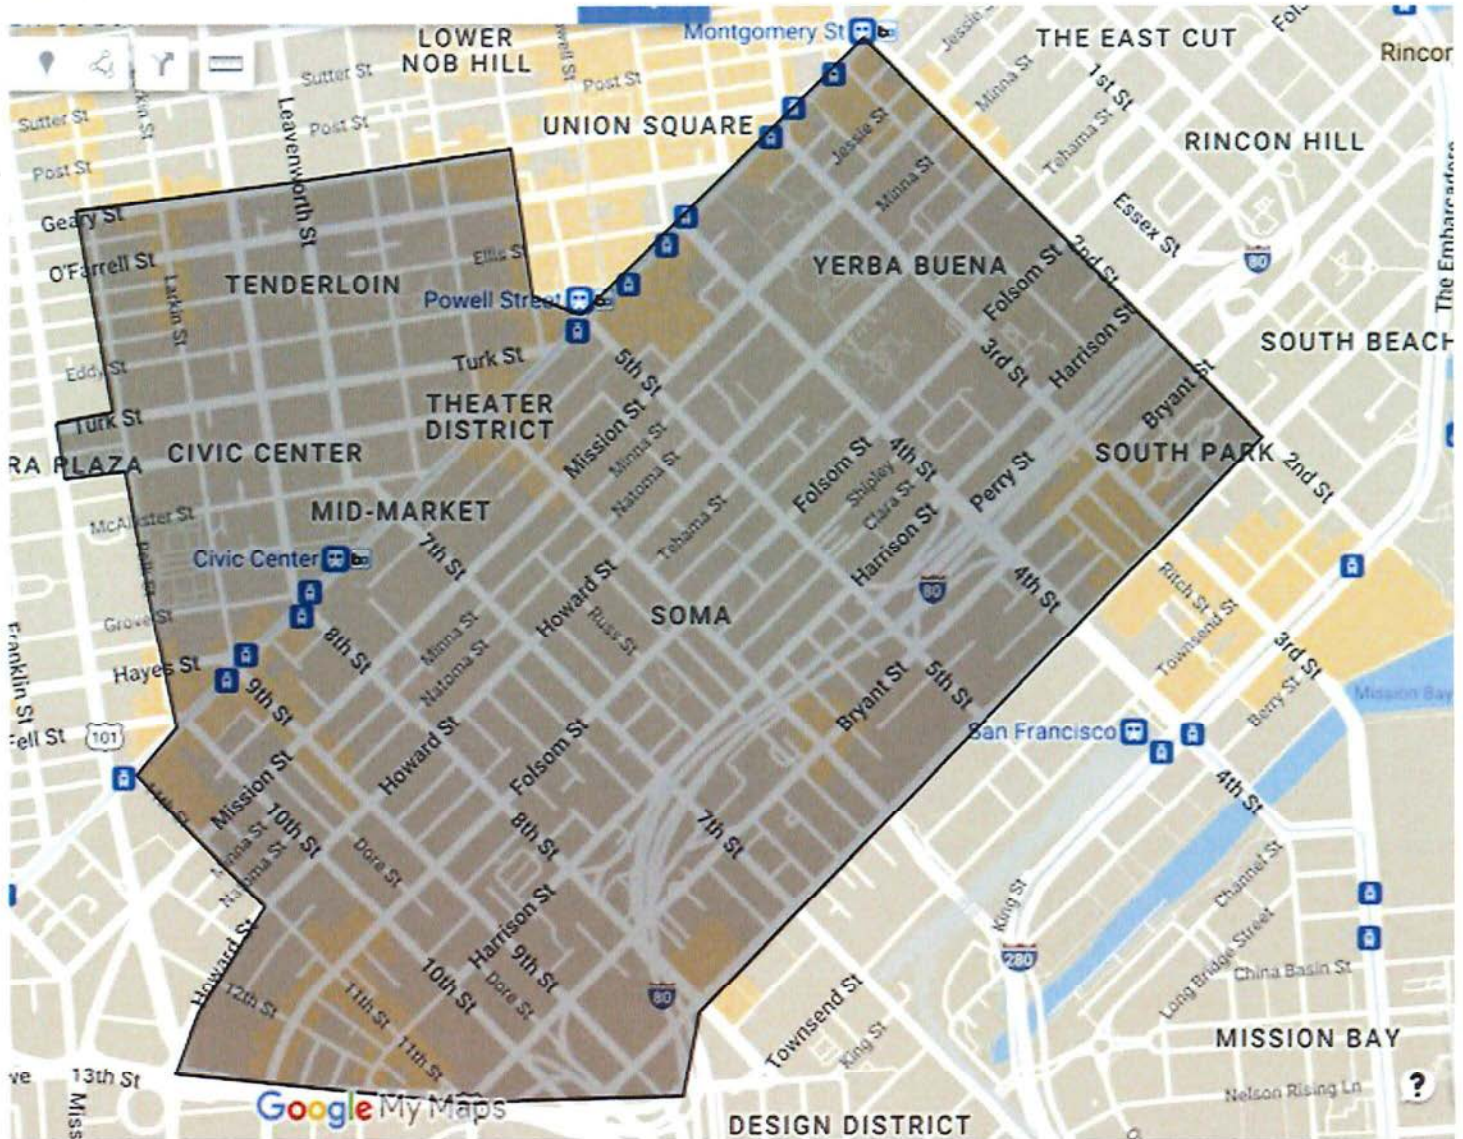 Montgomery St
LOWER
NOB HILL
THE EAST CUT
Rincor
Jessie St
Sutter St
Post St
1st St
Minna St
Sutter St
Post St
UNION SQUARE
Tehama St
RINCON HILL
Post St
Leavenworth St
Jessie St
Minna St
The Embarcadero
Geary St
Essex St
80
O'Farrell St
Ellis St
YERBA BUENA
2nd St
TENDERLOIN
Folsom St
Larkin St
Powell Street
Harrison St
SOUTH BEACH
Turk St
5th St
3rd St
Eddy St
Bryant St
THEATER
DISTRICT
Mission St
Turk St
Minna St
RA PLAZA
CIVIC CENTER
Natoma St
Folsom St
4th St
SOUTH PARK
Shipley
Clara St
Perry St
2nd St
McAllister St
MID-MARKET
Tehama St
Harrison St
Civic Center
7th St
Howard St
80
4th St
Ritch St
Grove St
Minna St
Russ St
SOMA
Townsend St
Franklin St
8th St
Natoma St
3rd St
Hayes St
9th St
Bryant St
5th St
Berry St
Mission Bay
Fell St
101
Howard St
Folsom St
San Francisco
Mission St
4th St
10th St
8th St
7th St
Natoma St
Dore St
Channel St
King St
Howard St
Harrison St
9th St
280
Long Bridge Street
12th St
11th St
10th St
Dore St
80
China Basin St
Townsend St
King St
MISSION BAY
11th St
ve
13th St
Google My Maps
Nelson Rising Ln
?
Miss
DESIGN DISTRICT